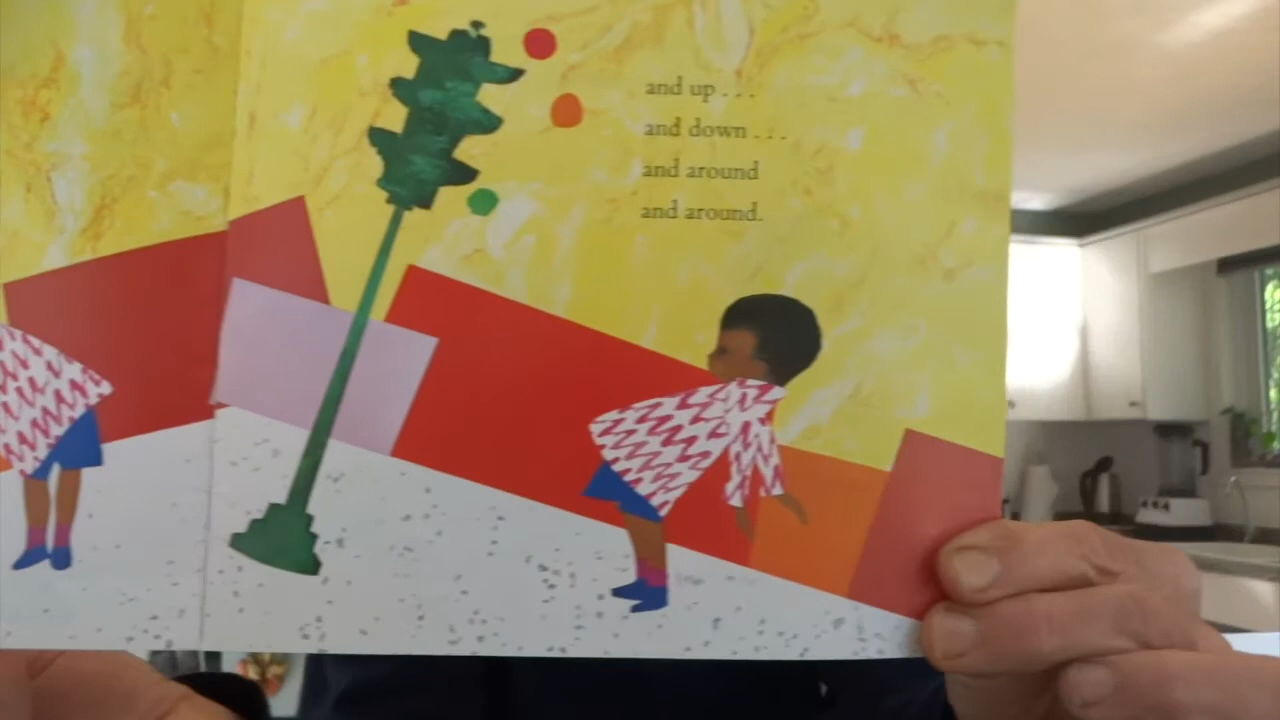 and up . . .
and down . . .
and around
and around.